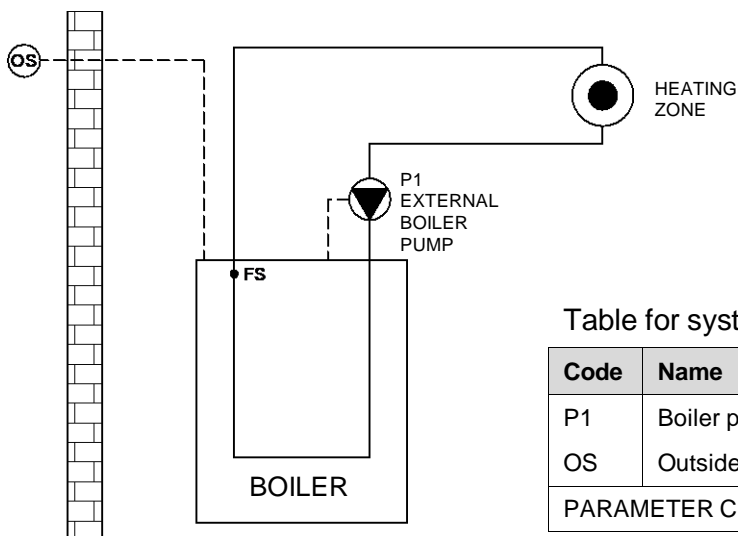 OS
HEATING
ZONE
P1
EXTERNAL
BOILER
PUMP
FS
BOILER
Table for syst
Code Name
P1 Boiler p
OS Outside
PARAMETER C